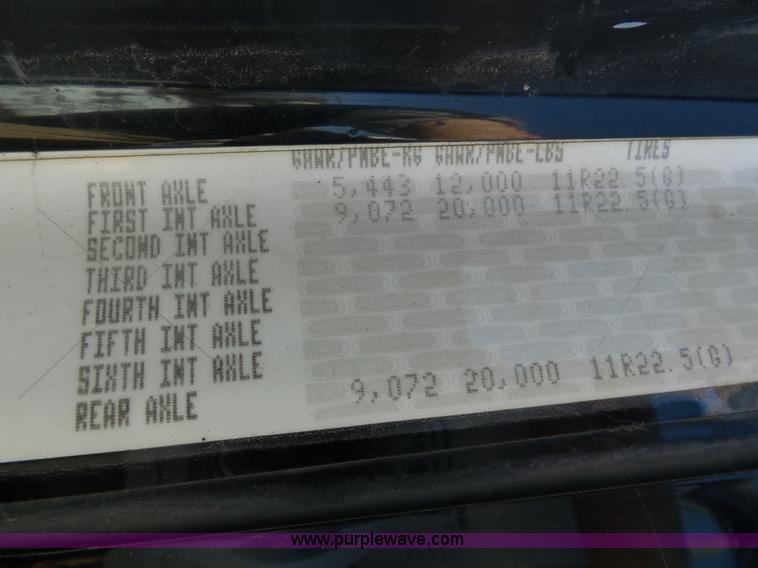 GAWR/PNBE-KG GAWR/PNBE-LBS TIRES
FRONT AXLE 5,443 12,000 11R22.5(G)
FIRST INT AXLE 9,072 20,000 11R22.5(G)
SECOND INT AXLE
THIRD INT AXLE
FOURTH INT AXLE
FIFTH INT AXLE
SIXTH INT AXLE
REAR AXLE 9,072 20,000 11R22.5(G)
www.purplewave.com